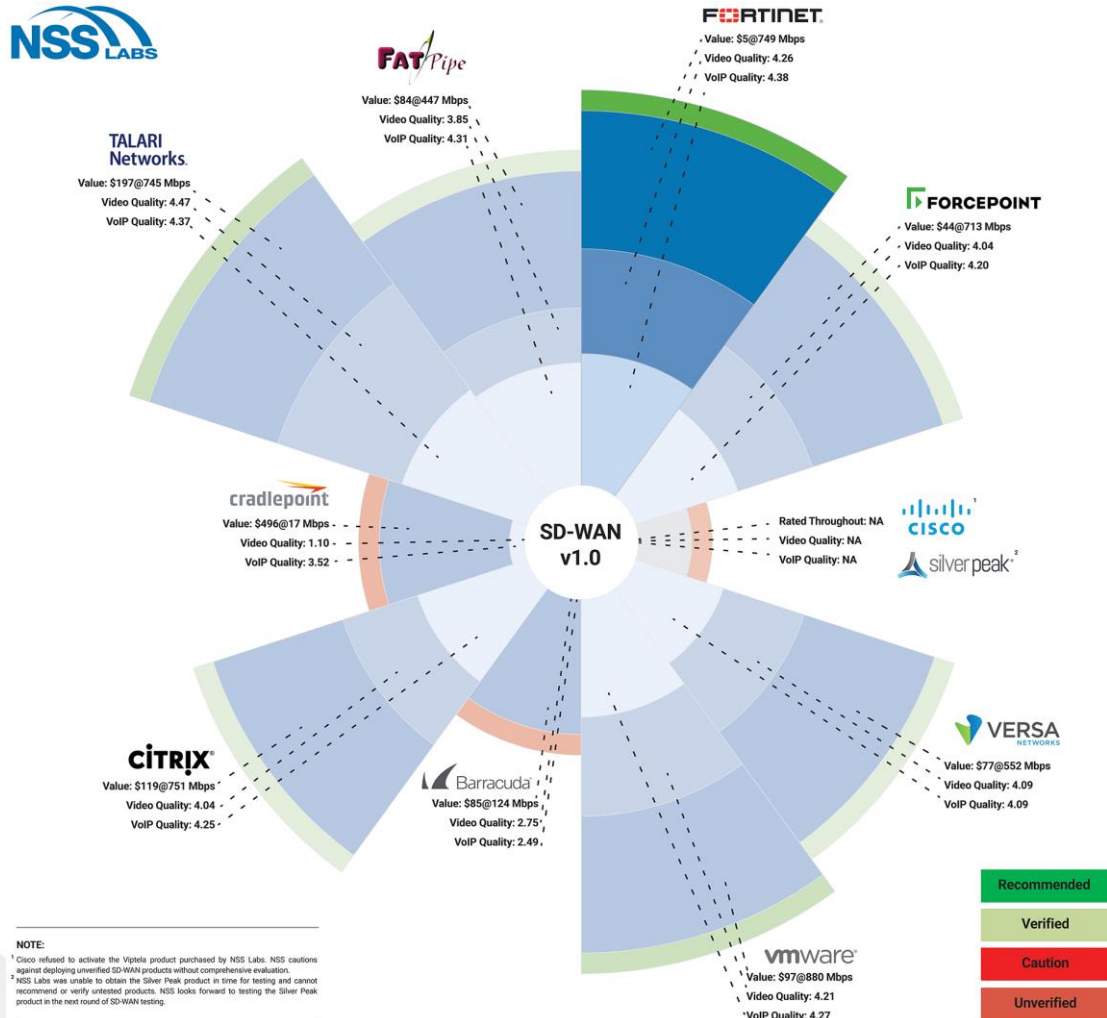 NSS LABS
FORTINET
Value: $5@749 Mbps
Video Quality: 4.26
VoIP Quality: 4.38
FATPipe
Value: $84@447 Mbps
Video Quality: 3.85
VoIP Quality: 4.31
TALARI
Networks
Value: $197@745 Mbps
Video Quality: 4.47
VoIP Quality: 4.37
FORCEPOINT
Value: $44@713 Mbps
Video Quality: 4.04
VoIP Quality: 4.20
cradlepoint
Value: $496@17 Mbps
Video Quality: 1.10
VoIP Quality: 3.52
SD-WAN
v1.0
Rated Throughout: NA
Video Quality: NA
VoIP Quality: NA
CISCO 1
silver peak 2
CİTRIX®
Value: $119@751 Mbps
Video Quality: 4.04
VoIP Quality: 4.25
Barracuda
Value: $85@124 Mbps
Video Quality: 2.75
VoIP Quality: 2.49
VERSA
NETWORKS
Value: $77@552 Mbps
Video Quality: 4.09
VoIP Quality: 4.09
vmware®
Value: $97@880 Mbps
Video Quality: 4.21
VoIP Quality: 4.27
Recommended
Verified
Caution
Unverified
NOTE:
1 Cisco refused to activate the Viptela product purchased by NSS Labs. NSS cautions
against deploying unverified SD-WAN products without comprehensive evaluation.
2 NSS Labs was unable to obtain the Silver Peak product in time for testing and cannot
recommend or verify untested products. NSS looks forward to testing the Silver Peak
product in the next round of SD-WAN testing.